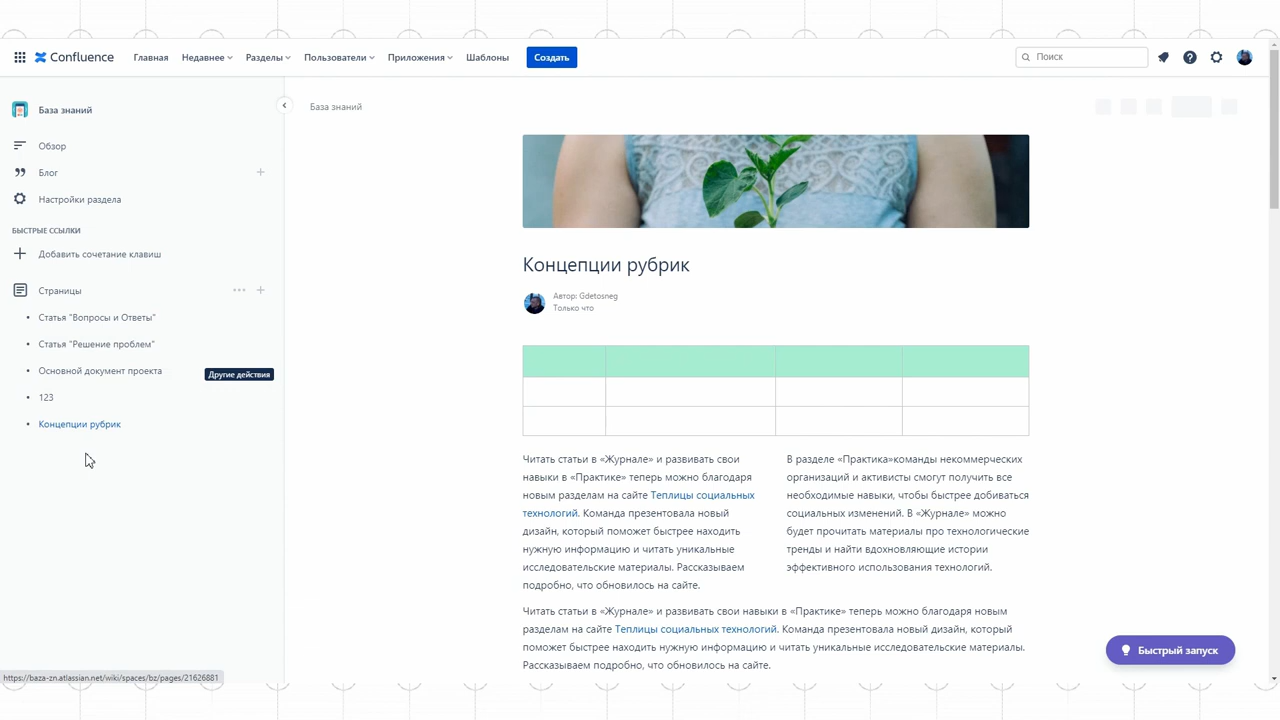 Confluence Главная Недавнее Разделы Пользователи Приложения Шаблоны Создать Поиск
База знаний
Обзор
Блог
Настройки раздела
БЫСТРЫЕ ССЫЛКИ
Добавить сочетание клавиш
Страницы
Статья "Вопросы и Ответы"
Статья "Решение проблем"
Основной документ проекта
Другие действия
123
Концепции рубрик
База знаний
Концепции рубрик
Автор: Gdetosneg
Только что
Читать статьи в «Журнале» и развивать свои
навыки в «Практике» теперь можно благодаря
новым разделам на сайте Теплицы социальных
технологий. Команда презентовала новый
дизайн, который поможет быстрее находить
нужную информацию и читать уникальные
исследовательские материалы. Рассказываем
подробно, что обновилось на сайте.
В разделе «Практика»команды некоммерческих
организаций и активисты смогут получить все
необходимые навыки, чтобы быстрее добиваться
социальных изменений. В «Журнале» можно
будет прочитать материалы про технологические
тренды и найти вдохновляющие истории
эффективного использования технологий.
Читать статьи в «Журнале» и развивать свои навыки в «Практике» теперь можно благодаря новым
разделам на сайте Теплицы социальных технологий. Команда презентовала новый дизайн, который
поможет быстрее находить нужную информацию и читать уникальные исследовательские материалы.
Рассказываем подробно, что обновилось на сайте.
Быстрый запуск
https://baza-zn.atlassian.net/wiki/spaces/bz/pages/21626881